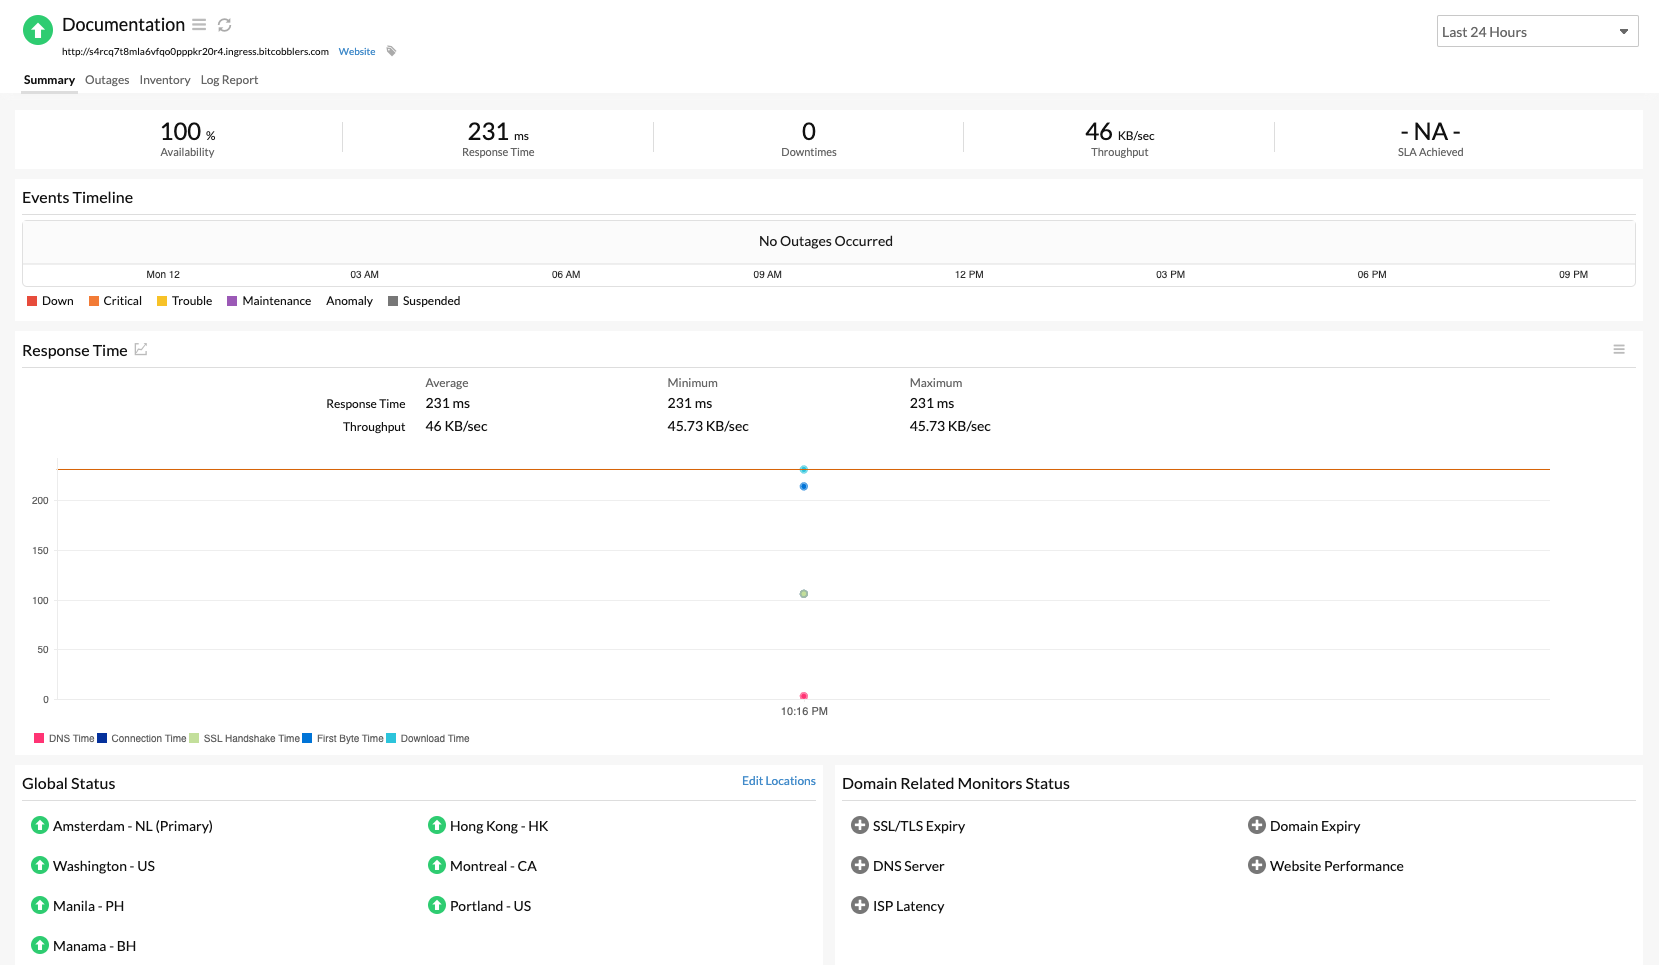 Documentation
http://s4rcq7t8mla6vfqo0pppkr20r4.ingress.bitcobblers.com Website
Last 24 Hours
Summary Outages Inventory Log Report
100 % 231 ms 0 46 KB/sec - NA -
Availability Response Time Downtimes Throughput SLA Achieved
Events Timeline
No Outages Occurred
Mon 12 03 AM 06 AM 09 AM 12 PM 03 PM 06 PM 09 PM
Down Critical Trouble Maintenance Anomaly Suspended
Response Time
Average Minimum Maximum
Response Time 231 ms 231 ms 231 ms
Throughput 46 KB/sec 45.73 KB/sec 45.73 KB/sec
200
150
100
50
0
10:16 PM
DNS Time Connection Time SSL Handshake Time First Byte Time Download Time
Global Status Edit Locations
Amsterdam - NL (Primary) Hong Kong - HK
Washington - US Montreal - CA
Manila - PH Portland - US
Manama - BH
Domain Related Monitors Status
SSL/TLS Expiry Domain Expiry
DNS Server Website Performance
ISP Latency